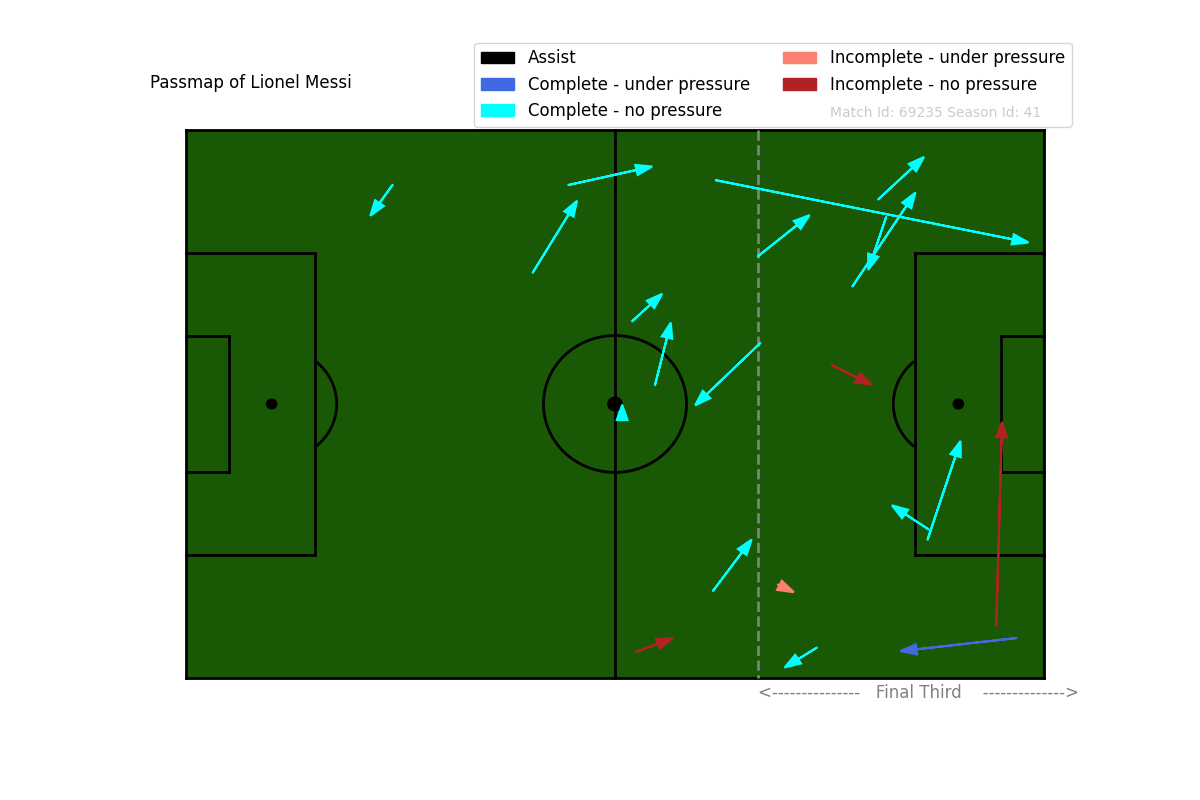 Passmap of Lionel Messi
Assist
Complete - under pressure
Complete - no pressure
Incomplete - under pressure
Incomplete - no pressure
Match Id: 69235 Season Id: 41
<--------------- Final Third -------------->